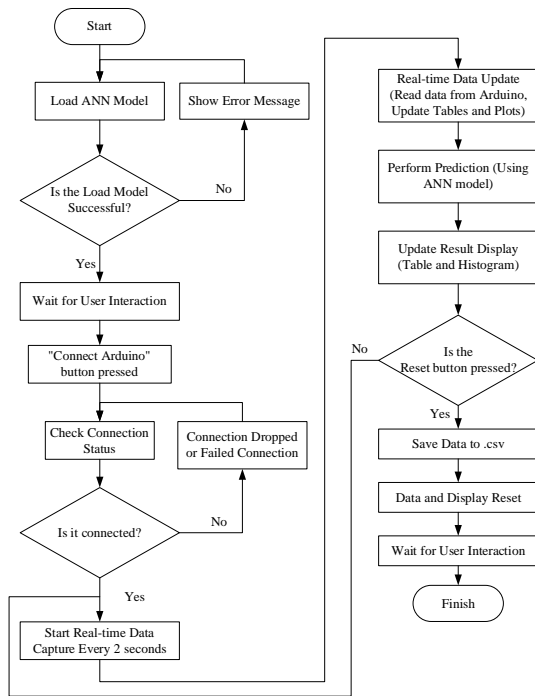 Start
Load ANN Model
Show Error Message
Is the Load Model
Successful?
No
Yes
Wait for User Interaction
"Connect Arduino"
button pressed
Check Connection
Status
Connection Dropped
or Failed Connection
Is it connected?
No
Yes
Start Real-time Data
Capture Every 2 seconds
Real-time Data Update
(Read data from Arduino,
Update Tables and Plots)
Perform Prediction (Using
ANN model)
Update Result Display
(Table and Histogram)
Is the
Reset button pressed?
No
Yes
Save Data to .csv
Data and Display Reset
Wait for User Interaction
Finish